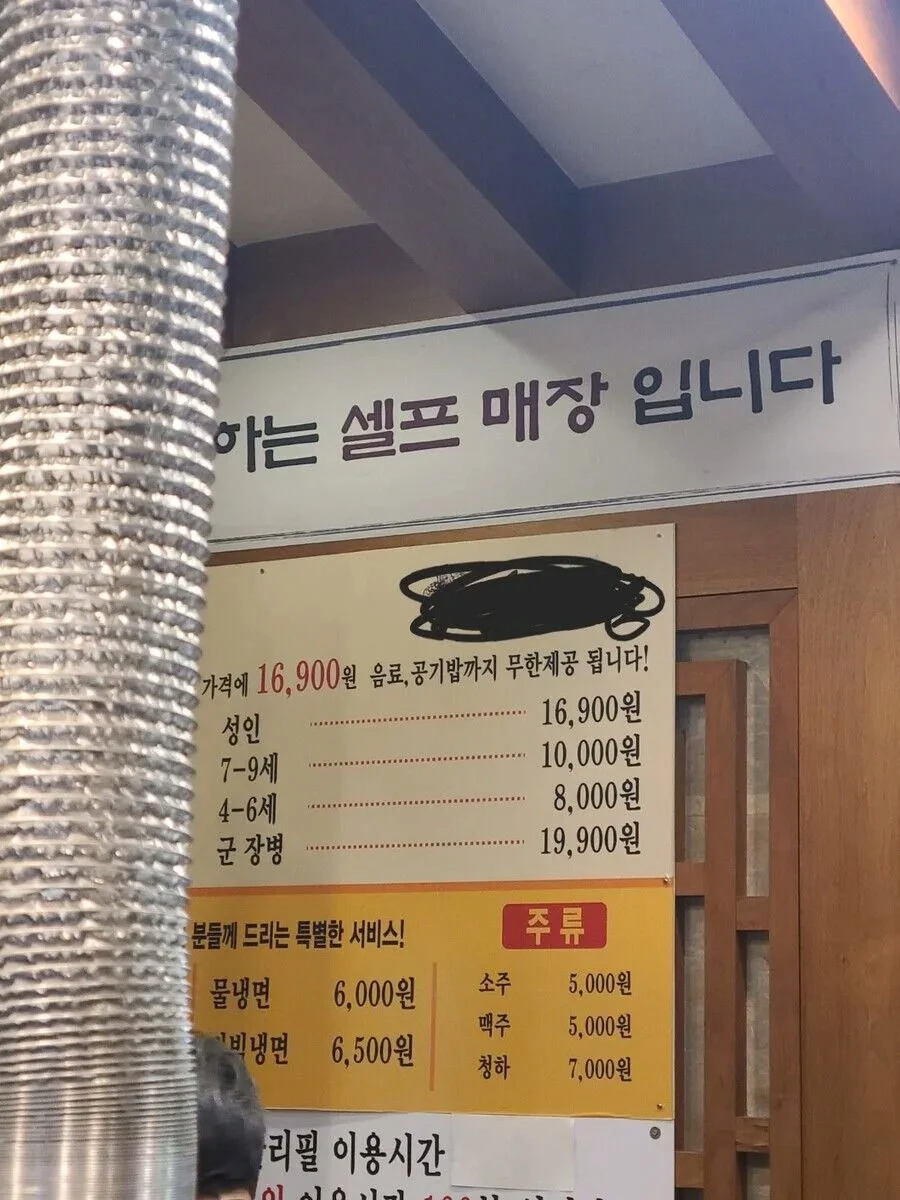 하는 셀프 매장 입니다
가격에 16,900원 음료,공기밥까지 무한제공 됩니다!
성인 16,900원
7-9세 10,000원
4-6세 8,000원
군 장병 19,900원
분들께 드리는 특별한 서비스!
물냉면 6,000원
비빔냉면 6,500원
주류
소주 5,000원
맥주 5,000원
청하 7,000원
리필 이용시간